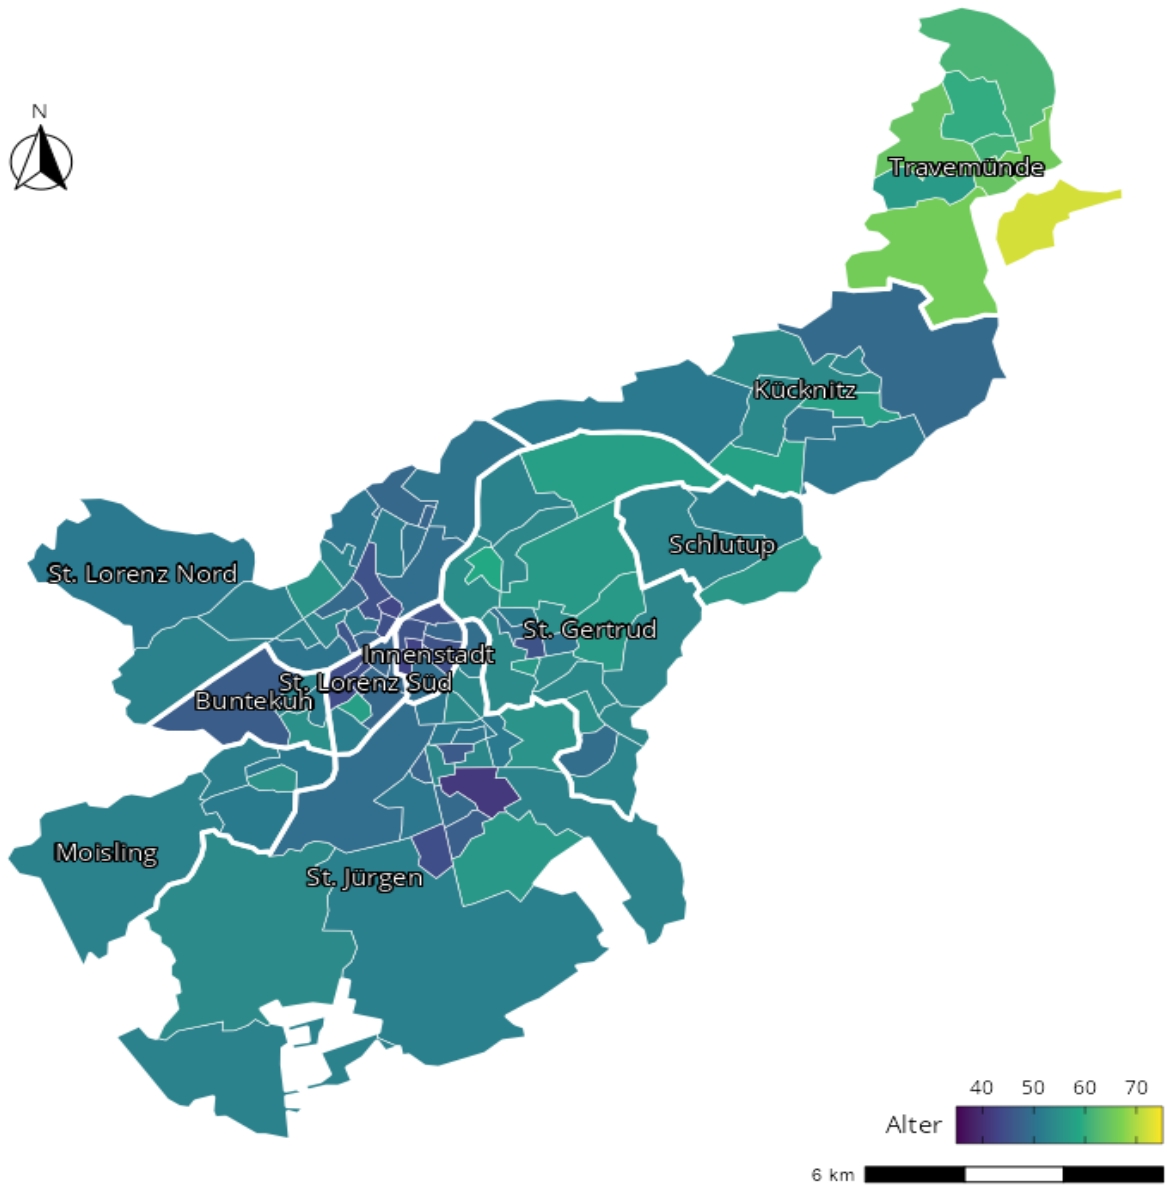 N
Travemünde
Kücknitz
Schlutup
St. Lorenz Nord
St. Gertrud
Innenstadt
St. Lorenz Süd
Buntekuh
Moisling
St. Jürgen
40 50 60 70
Alter
6 km